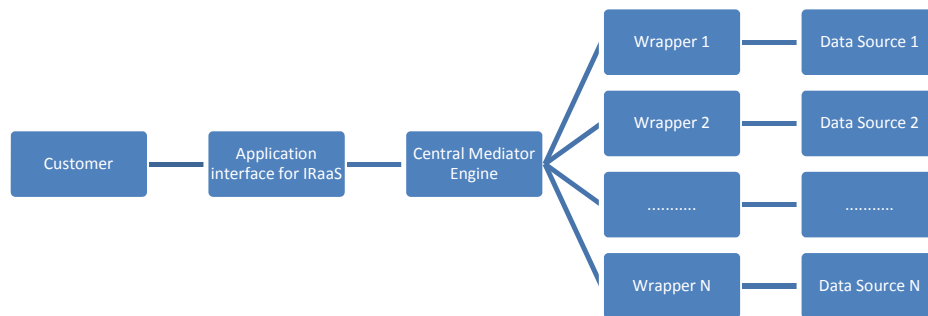 Wrapper 1
Data Source 1
Wrapper 2
Data Source 2
Customer
Application
interface for IRaaS
Central Mediator
Engine
...........
...........
Wrapper N
Data Source N